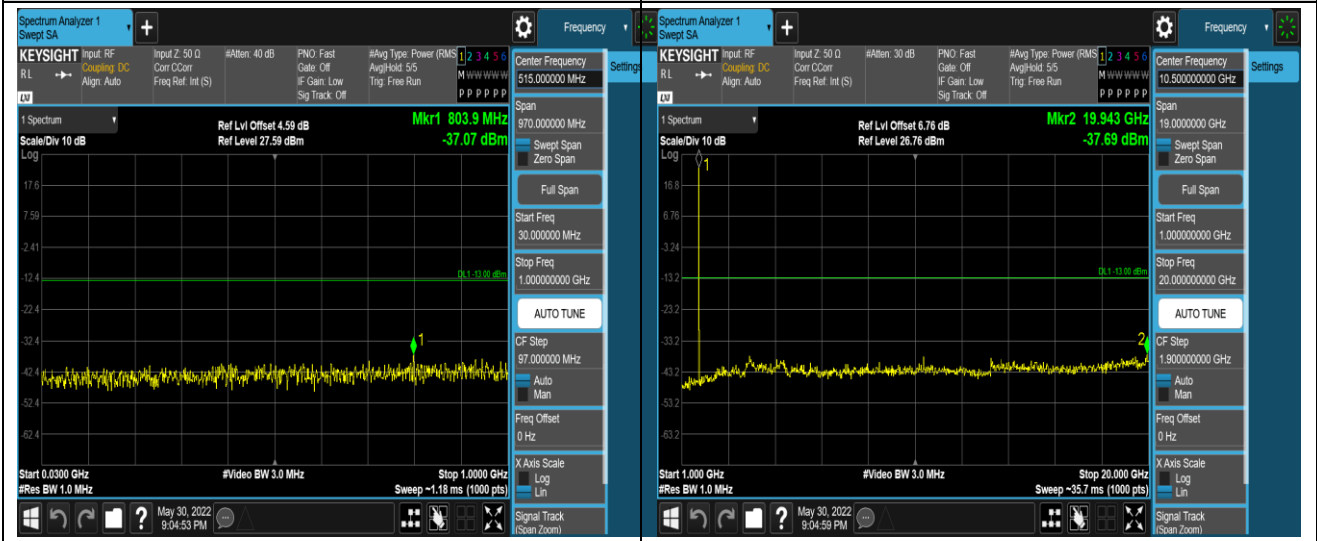 Spectrum Analyzer 1
Swept SA
Frequency
KEYSIGHT
RL
LXI
Input: RF
Coupling: DC
Align: Auto
Input Z: 50 Ω
Corr CCorr
Freq Ref: Int (S)
#Atten: 40 dB
PNO: Fast
Gate: Off
IF Gain: Low
Sig Track: Off
#Avg Type: Power (RMS
Avg|Hold: 5/5
Trig: Free Run
1 2 3 4 5 6
M W W W W W
P P P P P P
Center Frequency
515.000000 MHz
Settings
Span
970.000000 MHz
Swept Span
Zero Span
Full Span
Start Freq
30.000000 MHz
Stop Freq
1.000000000 GHz
AUTO TUNE
CF Step
97.000000 MHz
Auto
Man
Freq Offset
0 Hz
X Axis Scale
Log
Lin
Signal Track
(Span Zoom)
1 Spectrum
Scale/Div 10 dB
Log
Ref Lvl Offset 4.59 dB
Ref Level 27.59 dBm
Mkr1 803.9 MHz
-37.07 dBm
17.6
7.59
-2.41
-12.4
DL1 -13.00 dBm
-22.4
-32.4
1
-42.4
-52.4
-62.4
Start 0.0300 GHz
#Res BW 1.0 MHz
#Video BW 3.0 MHz
Stop 1.0000 GHz
Sweep ~1.18 ms (1000 pts)
May 30, 2022
9:04:53 PM
Spectrum Analyzer 1
Swept SA
Frequency
KEYSIGHT
RL
LXI
Input: RF
Coupling: DC
Align: Auto
Input Z: 50 Ω
Corr CCorr
Freq Ref: Int (S)
#Atten: 30 dB
PNO: Fast
Gate: Off
IF Gain: Low
Sig Track: Off
#Avg Type: Power (RMS
Avg|Hold: 5/5
Trig: Free Run
1 2 3 4 5 6
M W W W W W
P P P P P P
Center Frequency
10.500000000 GHz
Settings
Span
19.0000000 GHz
Swept Span
Zero Span
Full Span
Start Freq
1.000000000 GHz
Stop Freq
20.000000000 GHz
AUTO TUNE
CF Step
1.900000000 GHz
Auto
Man
Freq Offset
0 Hz
X Axis Scale
Log
Lin
Signal Track
(Span Zoom)
1 Spectrum
Scale/Div 10 dB
Log
Ref Lvl Offset 6.76 dB
Ref Level 26.76 dBm
Mkr2 19.943 GHz
-37.69 dBm
1
16.8
6.76
-3.24
-13.2
DL1 -13.00 dBm
-23.2
-33.2
2
-43.2
-53.2
-63.2
Start 1.000 GHz
#Res BW 1.0 MHz
#Video BW 3.0 MHz
Stop 20.000 GHz
Sweep ~35.7 ms (1000 pts)
May 30, 2022
9:04:59 PM